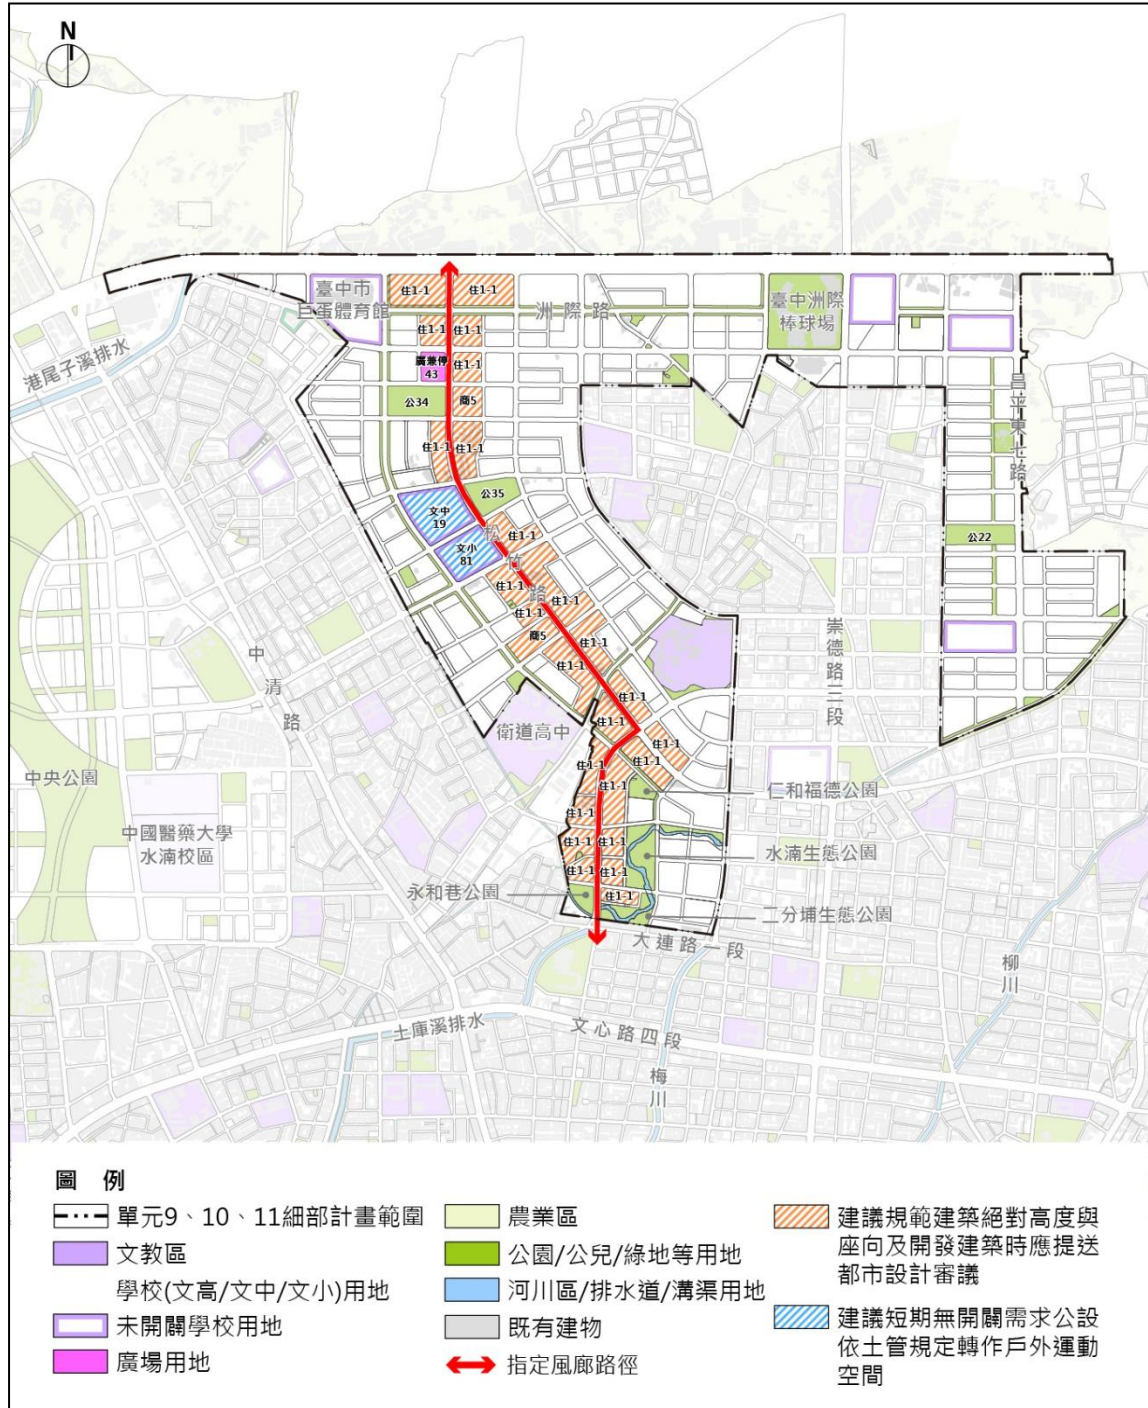 N
臺中市
巨蛋體育館
住1-1
住1-1
洲際路
臺中洲際
棒球場
港尾子溪排水
住1-1
住1-1
廣兼停
43
住1-1
公34
商5
昌平東七路
住1-1
住1-1
公35
文中
19
松竹路
住1-1
文小
81
公22
住1-1
住1-1
住1-1
商5
住1-1
住1-1
崇德路三段
中清路
住1-1
住1-1
衛道高中
住1-1
住1-1
住1-1
住1-1
中央公園
仁和福德公園
住1-1
中國醫藥大學
水湳校區
住1-1
住1-1
水湳生態公園
住1-1
住1-1
永和巷公園
住1-1
二分埔生態公園
大連路一段
柳川
土庫溪排水
文心路四段
梅川
圖 例
單元9、10、11細部計畫範圍
文教區
學校(文高/文中/文小)用地
未開闢學校用地
廣場用地
農業區
公園/公兒/綠地等用地
河川區/排水道/溝渠用地
既有建物
指定風廊路徑
建議規範建築絕對高度與
座向及開發建築時應提送
都市設計審議
建議短期無開闢需求公設
依土管規定轉作戶外運動
空間